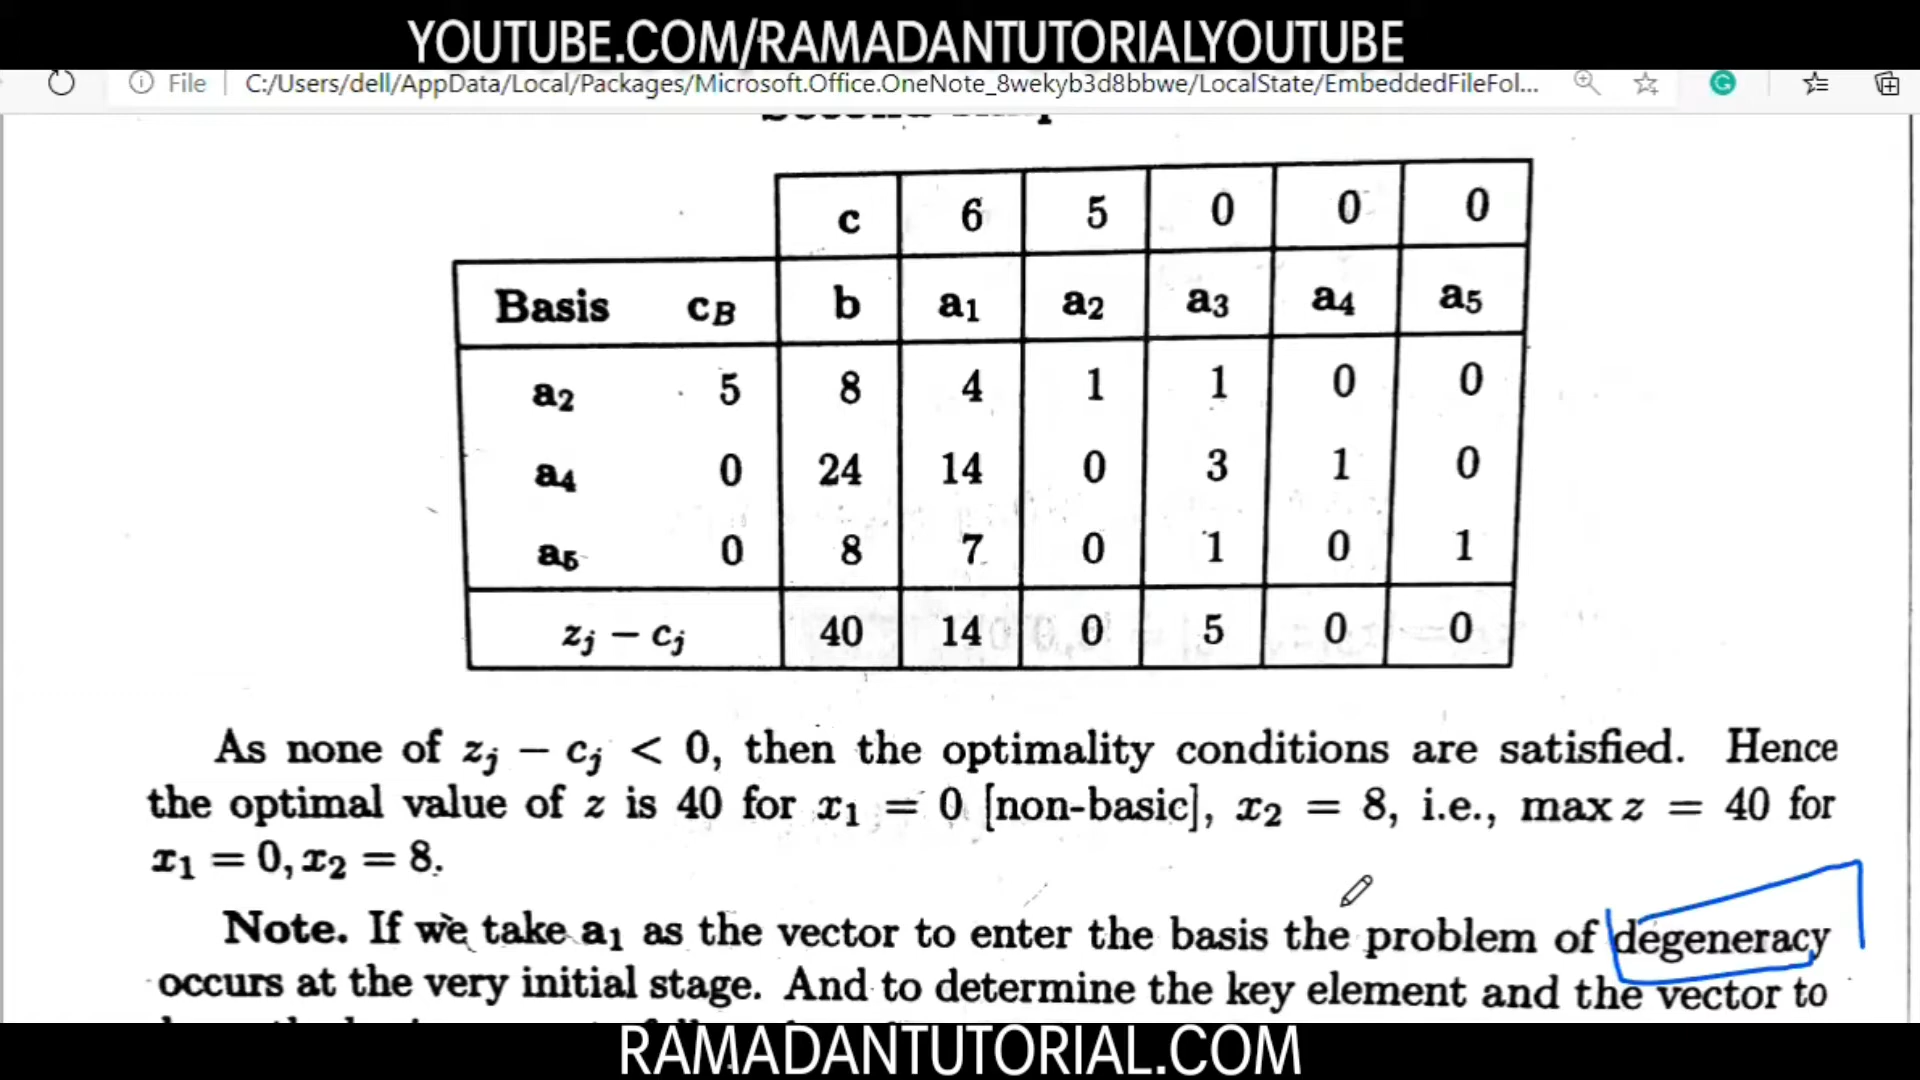 YOUTUBE.COM/RAMADANTUTORIALYOUTUBE
File C:/Users/dell/AppData/Local/Packages/Microsoft.Office.OneNote_8wekyb3d8bbwe/LocalState/EmbeddedFileFol...
c 6 5 0 0 0
Basis cB b a1 a2 a3 a4 a5
a2 5 8 4 1 1 0 0
a4 0 24 14 0 3 1 0
a5 0 8 7 0 1 0 1
zj − cj 40 14 0 5 0 0
As none of zj − cj < 0, then the optimality conditions are satisfied. Hence
the optimal value of z is 40 for x1 = 0 [non-basic], x2 = 8, i.e., max z = 40 for
x1 = 0, x2 = 8.
Note. If we take a1 as the vector to enter the basis the problem of degeneracy
occurs at the very initial stage. And to determine the key element and the vector to
RAMADANTUTORIAL.COM